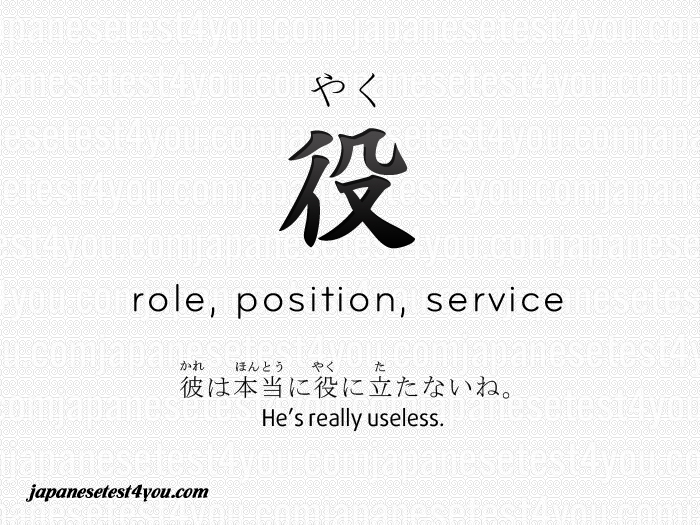 やく
役
role, position, service
かれ ほんとう やく た
彼は本当に役に立たないね。
He's really useless.
japanesetest4you.com